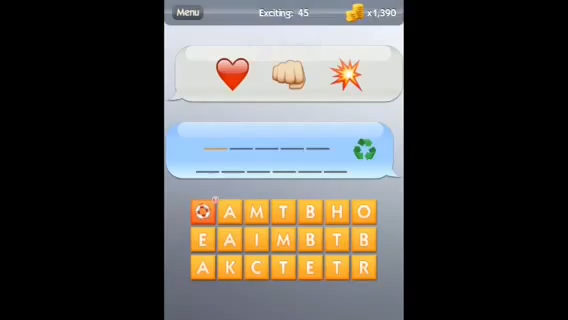 Menu Exciting: 45 x1,390
A M T B H O
E A I M B T B
A K C T E T R